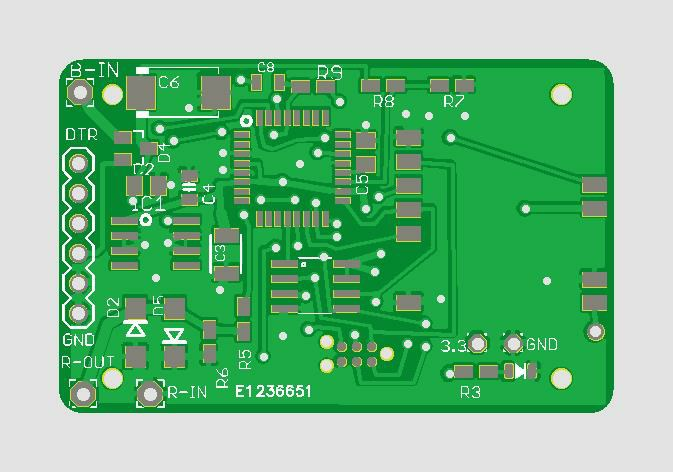 B-IN
C6
C8
R9
R8
R7
DTR
D4
C2
C5
C4
IC1
C3
D2
D5
GND
R-OUT
R5
R6
3.3
GND
R-IN
E1236651
R3